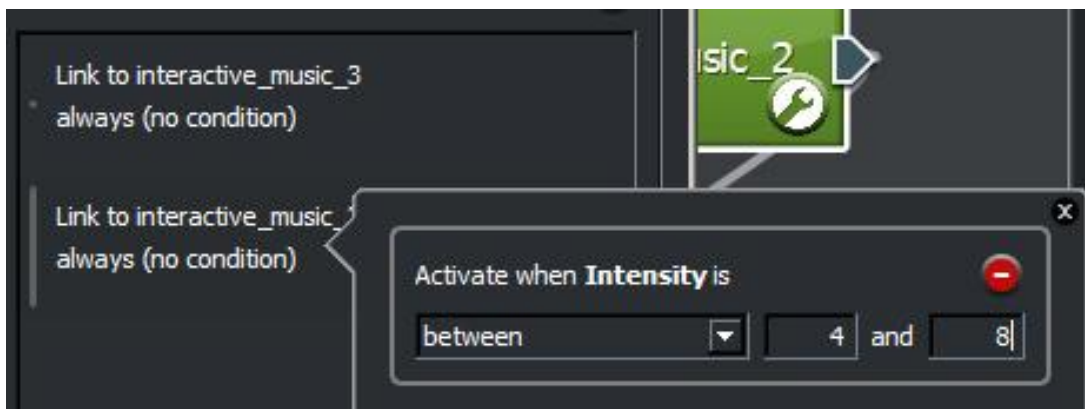 Link to interactive_music_3
always (no condition)
sic_2
Link to interactive_music_
always (no condition)
Activate when Intensity is
between 4 and 8